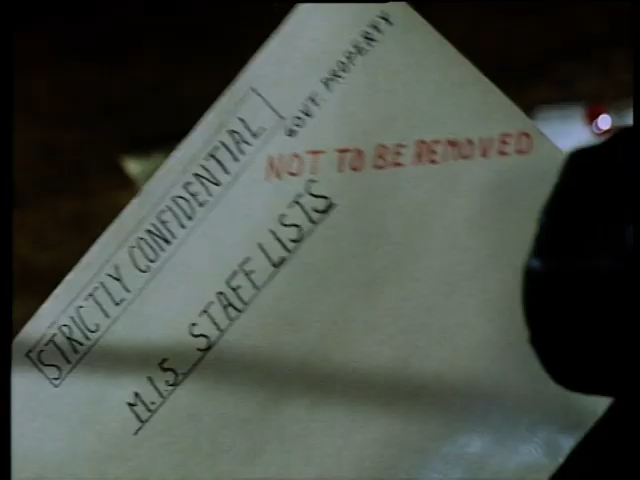 GOVT. PROPERTY
STRICTLY CONFIDENTIAL
NOT TO BE REMOVED
M.I.5 STAFF LISTS